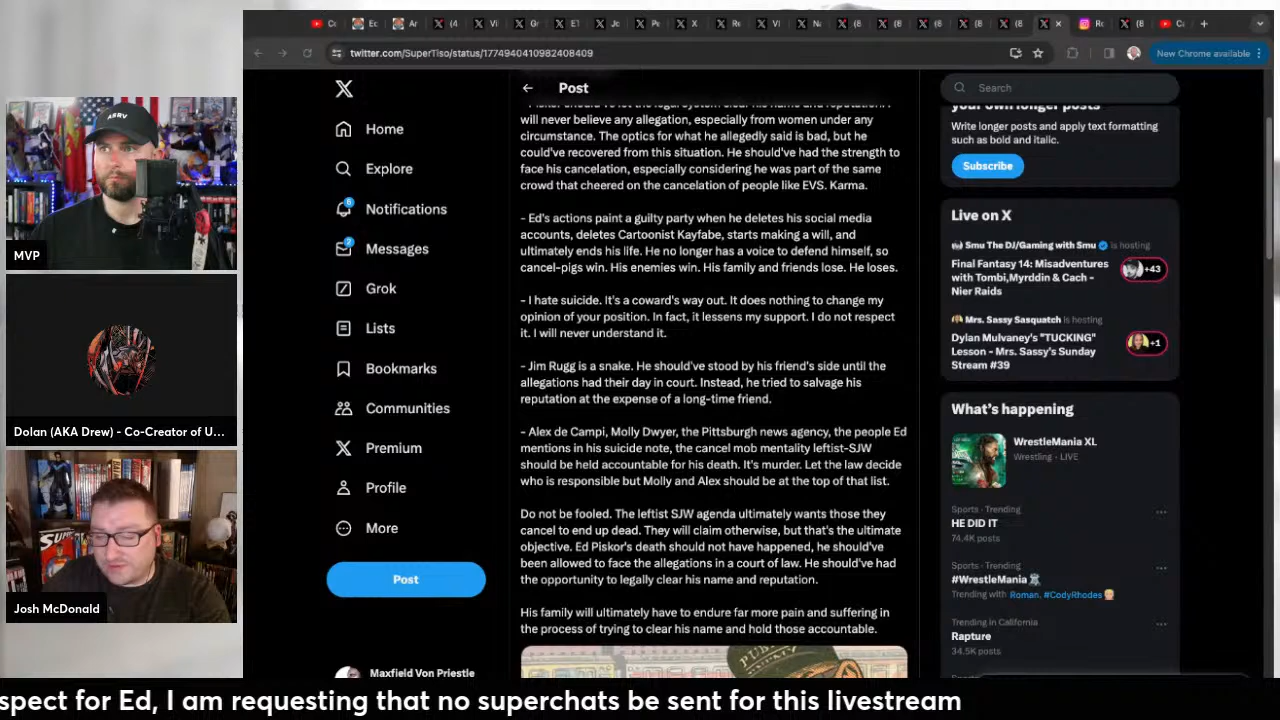 twitter.com/SuperTiso/status/1774940410982408409
New Chrome available
Post
Search
will never believe any allegation, especially from women under any
circumstance. The optics for what he allegedly said is bad, but he
could've recovered from this situation. He should've had the strength to
face his cancelation, especially considering he was part of the same
crowd that cheered on the cancelation of people like EVS. Karma.
- Ed's actions paint a guilty party when he deletes his social media
accounts, deletes Cartoonist Kayfabe, starts making a will, and
ultimately ends his life. He no longer has a voice to defend himself, so
cancel-pigs win. His enemies win. His family and friends lose. He loses.
- I hate suicide. It's a coward's way out. It does nothing to change my
opinion of your position. In fact, it lessens my support. I do not respect
it. I will never understand it.
- Jim Rugg is a snake. He should've stood by his friend's side until the
allegations had their day in court. Instead, he tried to salvage his
reputation at the expense of a long-time friend.
- Alex de Campi, Molly Dwyer, the Pittsburgh news agency, the people Ed
mentions in his suicide note, the cancel mob mentality leftist-SJW
should be held accountable for his death. It's murder. Let the law decide
who is responsible but Molly and Alex should be at the top of that list.
Do not be fooled. The leftist SJW agenda ultimately wants those they
cancel to end up dead. They will claim otherwise, but that's the ultimate
objective. Ed Piskor's death should not have happened, he should've
been allowed to face the allegations in a court of law. He should've had
the opportunity to legally clear his name and reputation.
His family will ultimately have to endure far more pain and suffering in
the process of trying to clear his name and hold those accountable.
Home
Explore
Notifications
Messages
Grok
Lists
Bookmarks
Communities
Premium
Profile
More
Post
Maxfield Von Priestle
your own longer posts
Write longer posts and apply text formatting
such as bold and italic.
Subscribe
Live on X
Smu The DJ/Gaming with Smu is hosting
Final Fantasy 14: Misadventures
with Tombi,Myrddin & Cach -
Nier Raids
+43
Mrs. Sassy Sasquatch is hosting
Dylan Mulvaney's "TUCKING"
Lesson - Mrs. Sassy's Sunday
Stream #39
+1
What's happening
WrestleMania XL
Wrestling · LIVE
Sports · Trending
HE DID IT
74.4K posts
Sports · Trending
#WrestleMania
Trending with Roman, #CodyRhodes
Trending in California
Rapture
34.5K posts
MVP
Dolan (AKA Drew) - Co-Creator of U...
Josh McDonald
spect for Ed, I am requesting that no superchats be sent for this livestream